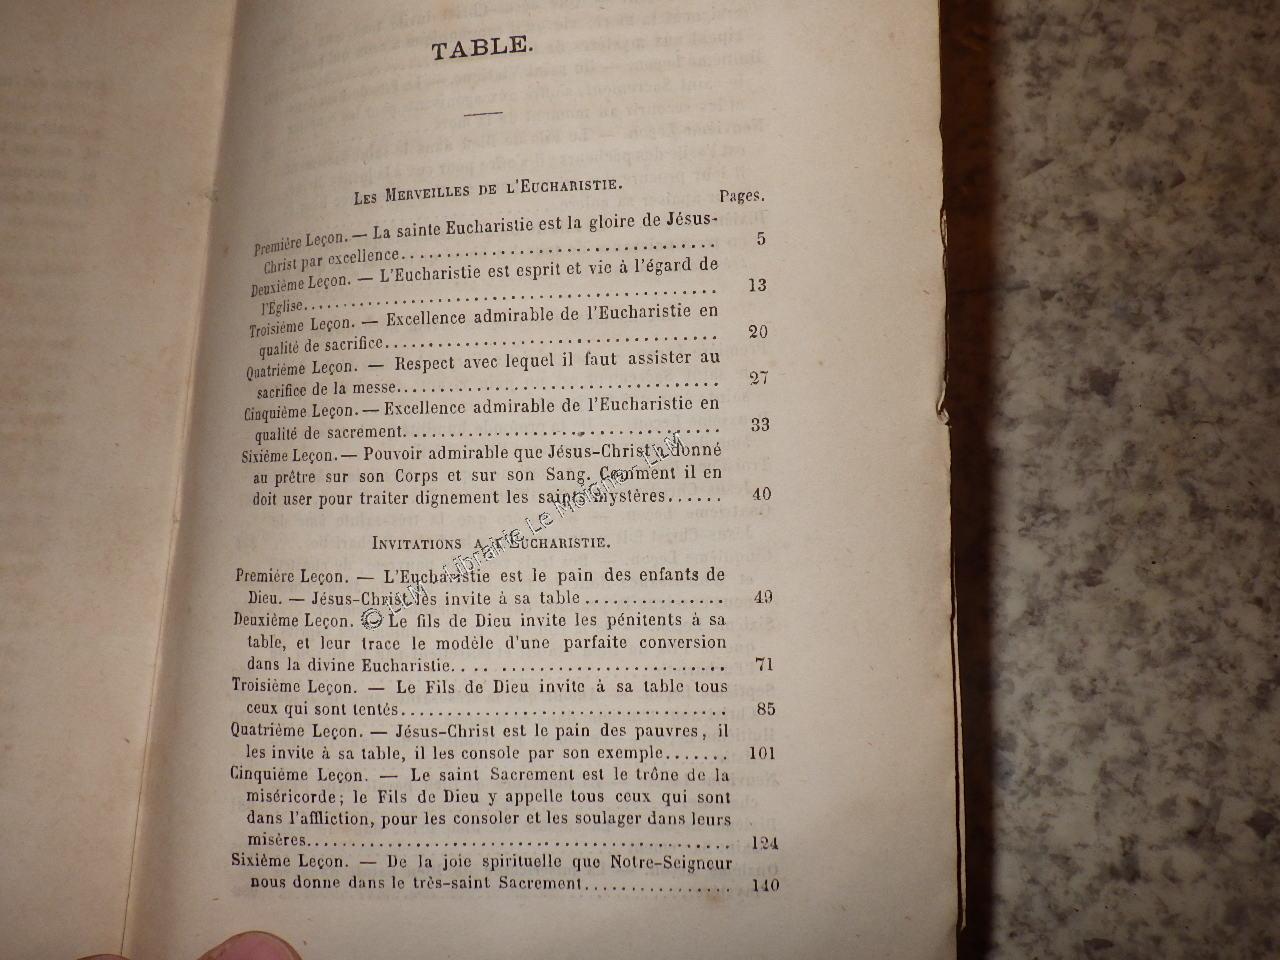 TABLE.
Les Merveilles de l'Eucharistie.
Pages.
Première Leçon. — La sainte Eucharistie est la gloire de Jésus-
Christ par excellence........................................ 5
Deuxième Leçon. — L'Eucharistie est esprit et vie à l'égard de
l'Eglise........................................ 13
Troisième Leçon. — Excellence admirable de l'Eucharistie en
qualité de sacrifice........................................ 20
Quatrième Leçon. — Respect avec lequel il faut assister au
sacrifice de la messe........................................ 27
Cinquième Leçon. — Excellence admirable de l'Eucharistie en
qualité de sacrement........................................ 33
Sixième Leçon. — Pouvoir admirable que Jésus-Christ a donné
au prêtre sur son Corps et sur son Sang. Comment il en
doit user pour traiter dignement les saints mystères...... 40
Invitations a l'Eucharistie.
Premiére Leçon. — L'Eucharistie est le pain des enfants de
Dieu. — Jésus-Christ les invite à sa table ............... 49
Deuxième Leçon. — Le fils de Dieu invite les pénitents à sa
table, et leur trace le modèle d'une parfaite conversion
dans la divine Eucharistie.... ........................ 71
Troisième Leçon. — Le Fils de Dieu invite à sa table tous
ceux qui sont tentés................................... 85
Quatrième Leçon. — Jésus-Christ est le pain des pauvres, il
les invite à sa table, il les console par son exemple....... 101
Cinquième Leçon. — Le saint Sacrement est le trône de la
miséricorde; le Fils de Dieu y appelle tous ceux qui sont
dans l'affliction, pour les consoler et les soulager dans leurs
misères............................................. 124
Sixième Leçon. — De la joie spirituelle que Notre-Seigneur
nous donne dans le très-saint Sacrement................ 140
© LLM - Librairie Le Moigne - LLM